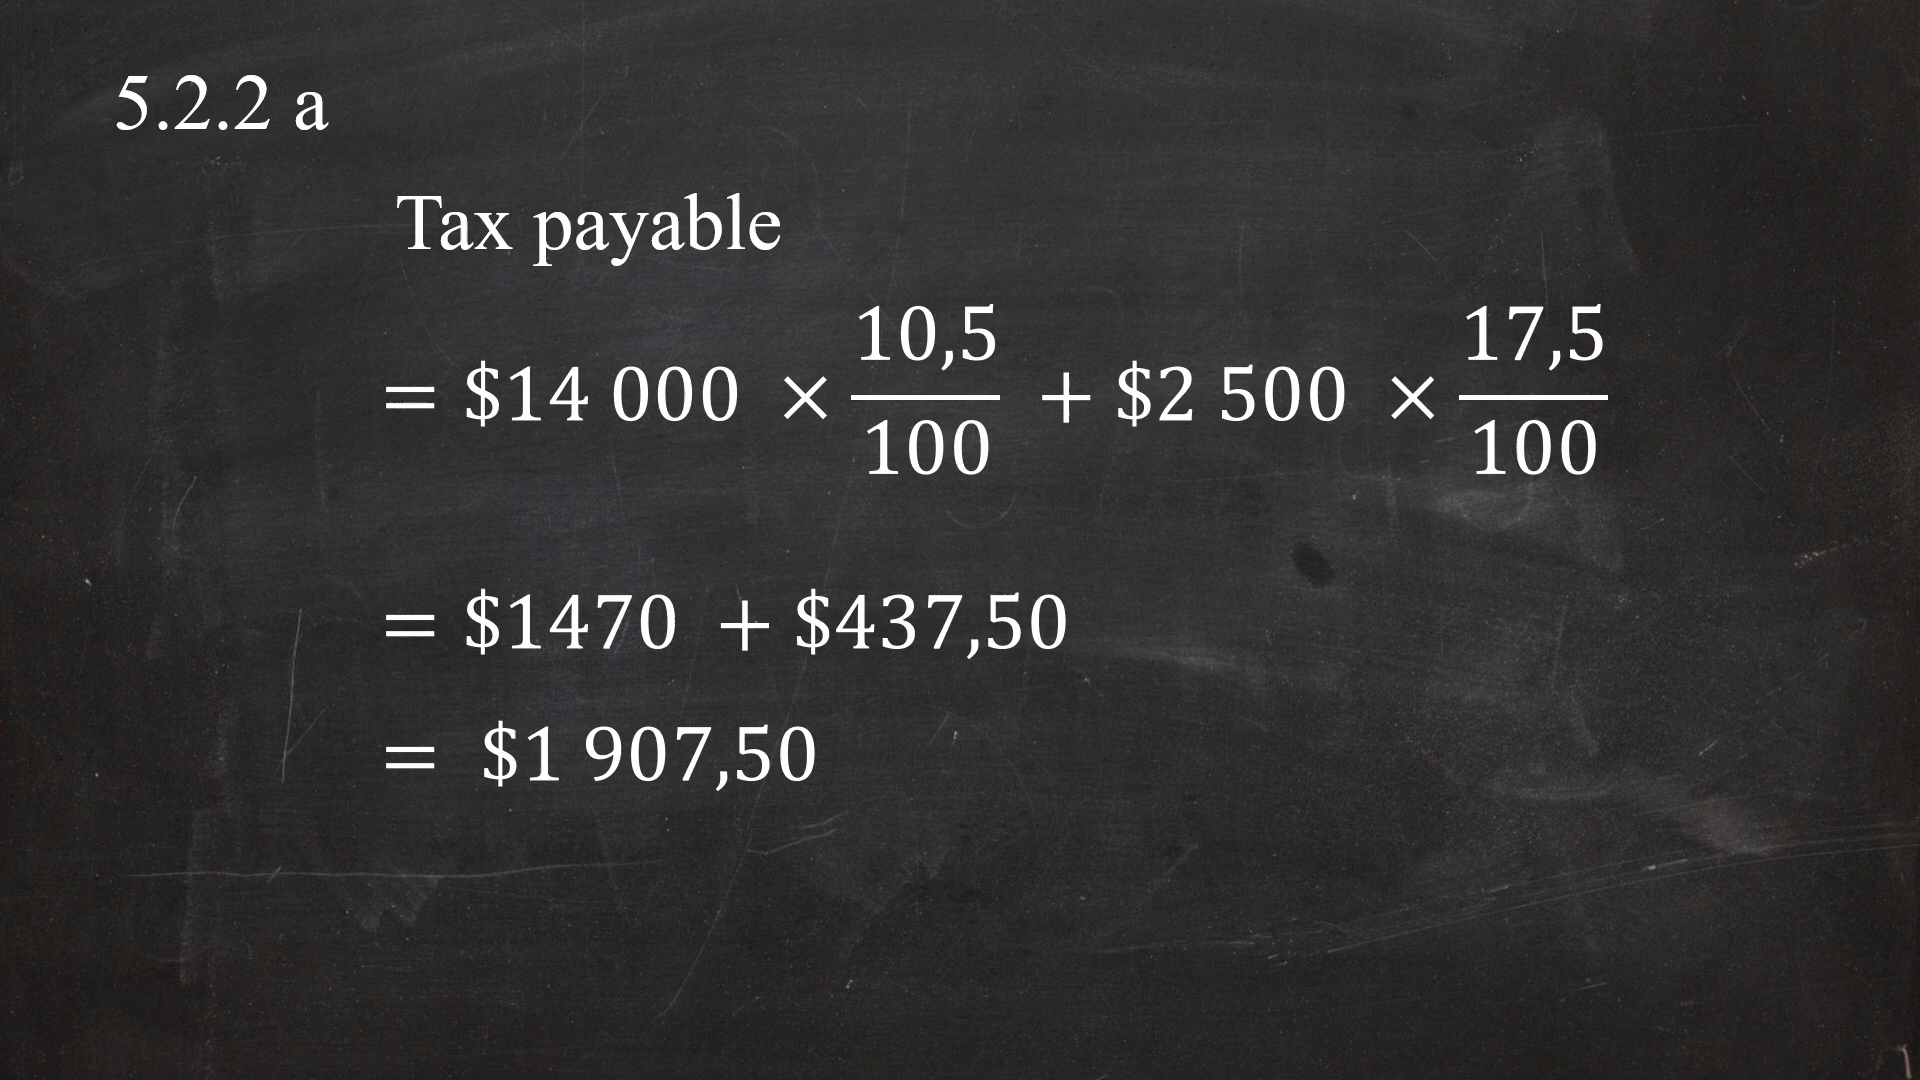 5.2.2 a
Tax payable
= $14 000 × 10,5/100 + $2 500 × 17,5/100
= $1470 + $437,50
= $1 907,50